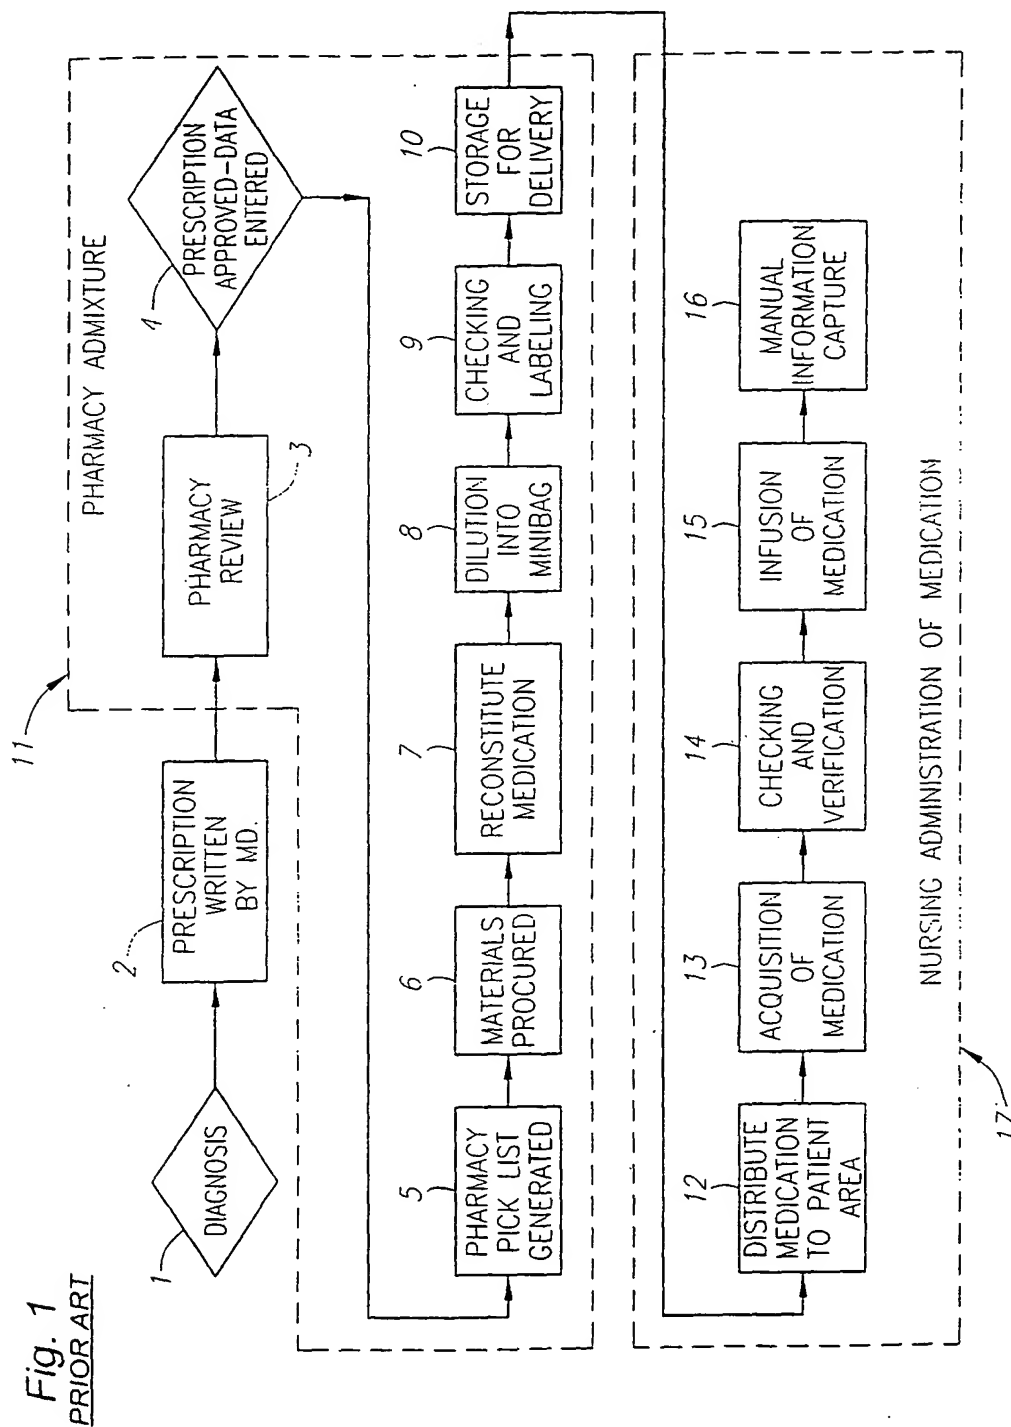 Fig. 1
PRIOR ART
1
DIAGNOSIS
2
PRESCRIPTION
WRITTEN
BY MD.
11
PHARMACY ADMIXTURE
PHARMACY
REVIEW
3
4
PRESCRIPTION
APPROVED-DATA
ENTERED
5
PHARMACY
PICK LIST
GENERATED
6
MATERIALS
PROCURED
7
RECONSTITUTE
MEDICATION
8
DILUTION
INTO
MINIBAG
9
CHECKING
AND
LABELING
10
STORAGE
FOR
DELIVERY
12
DISTRIBUTE
MEDICATION
TO PATIENT
AREA
13
ACQUISITION
OF
MEDICATION
14
CHECKING
AND
VERIFICATION
15
INFUSION
OF
MEDICATION
16
MANUAL
INFORMATION
CAPTURE
NURSING ADMINISTRATION OF MEDICATION
17